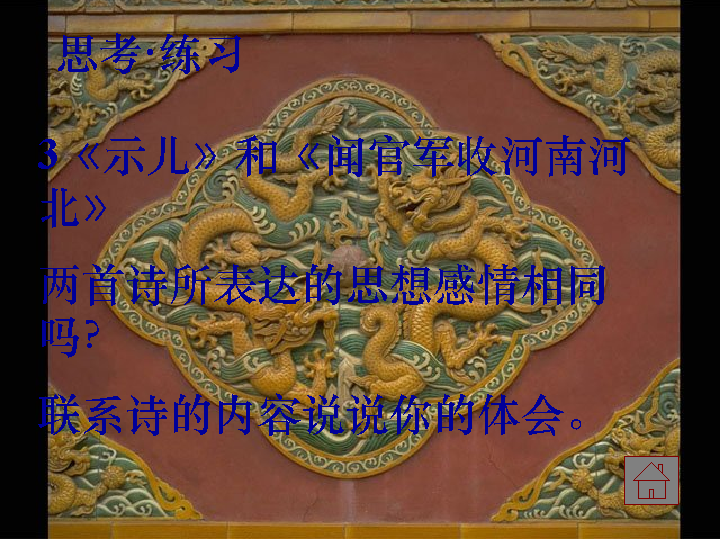 思考·练习
3《示儿》和《闻官军收河南河
北》
两首诗所表达的思想感情相同
吗?
联系诗的内容说说你的体会。